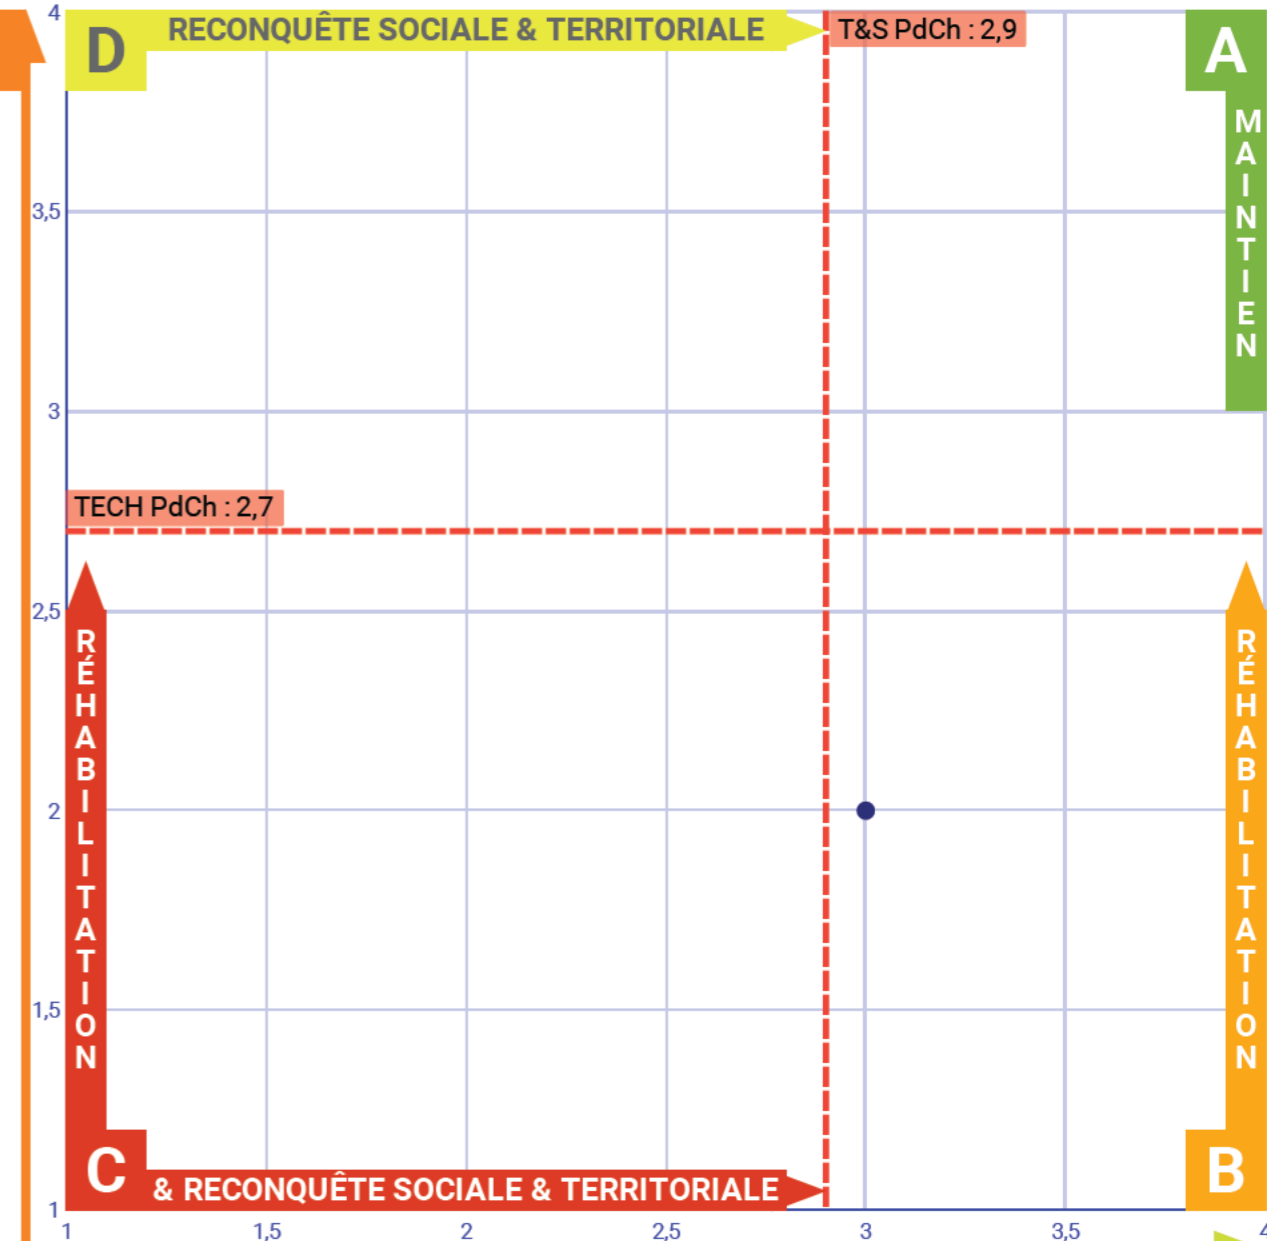 4
D
RECONQUÊTE SOCIALE & TERRITORIALE
T&S PdCh : 2,9
A
MAINTIEN
3,5
3
TECH PdCh : 2,7
2,5
RÉHABILITATION
RÉHABILITATION
2
1,5
C
& RECONQUÊTE SOCIALE & TERRITORIALE
B
1
1
1,5
2
2,5
3
3,5
4